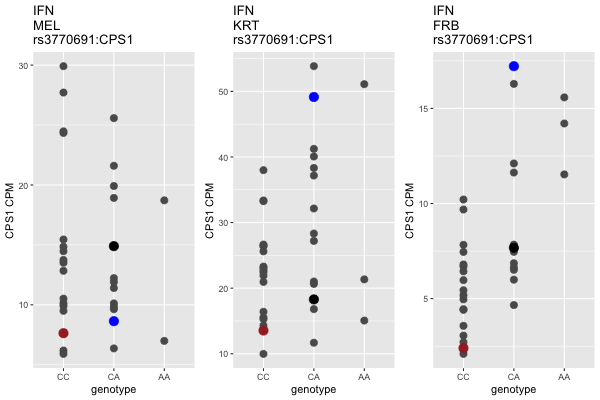 IFN
MEL
rs3770691:CPS1
30
20
10
CPS1 CPM
CC
CA
AA
genotype
IFN
KRT
rs3770691:CPS1
50
40
30
20
10
CPS1 CPM
CC
CA
AA
genotype
IFN
FRB
rs3770691:CPS1
15
10
5
CPS1 CPM
CC
CA
AA
genotype